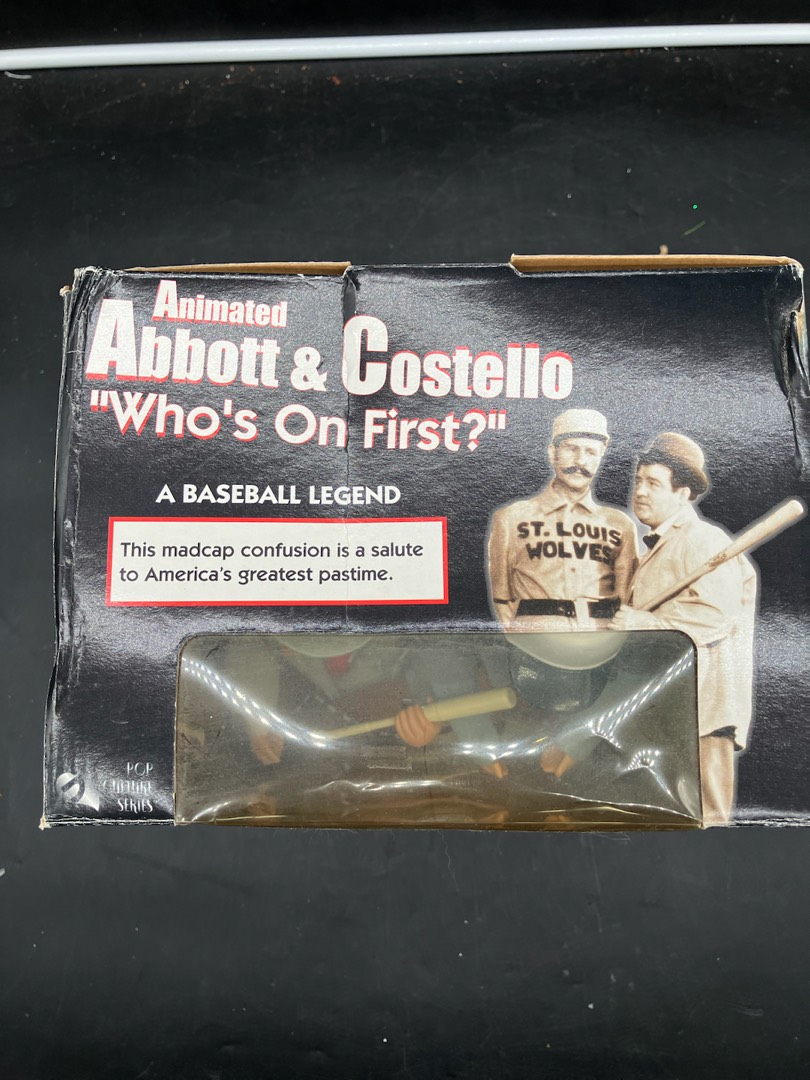 Animated
Abbott & Costello
"Who's On First?"
A BASEBALL LEGEND
This madcap confusion is a salute
to America's greatest pastime.
ST. LOUIS
WOLVES
POP
CULTURE
SERIES